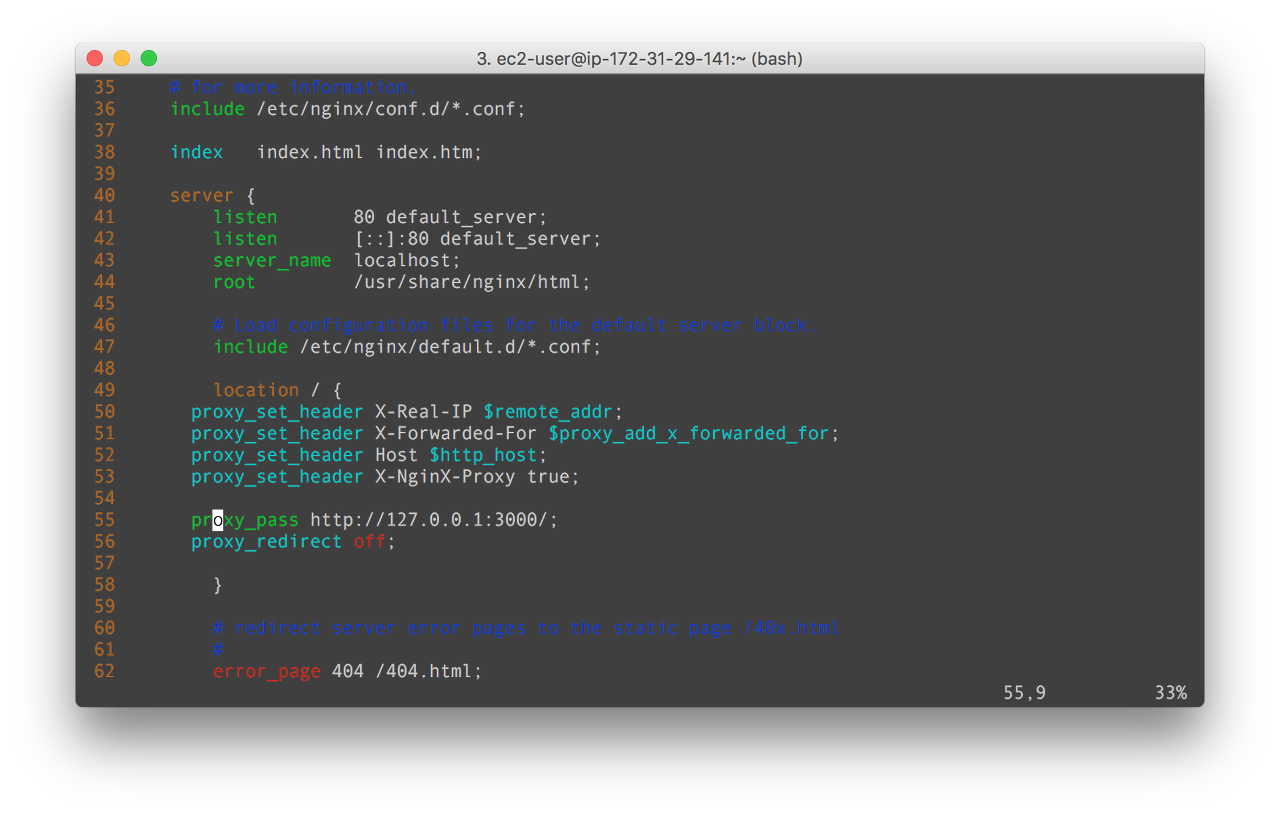 3. ec2-user@ip-172-31-29-141:~ (bash)
35     # for more information.
36     include /etc/nginx/conf.d/*.conf;
37
38     index   index.html index.htm;
39
40     server {
41         listen       80 default_server;
42         listen       [::]:80 default_server;
43         server_name  localhost;
44         root         /usr/share/nginx/html;
45
46         # Load configuration files for the default server block.
47         include /etc/nginx/default.d/*.conf;
48
49         location / {
50       proxy_set_header X-Real-IP $remote_addr;
51       proxy_set_header X-Forwarded-For $proxy_add_x_forwarded_for;
52       proxy_set_header Host $http_host;
53       proxy_set_header X-NginX-Proxy true;
54
55       proxy_pass http://127.0.0.1:3000/;
56       proxy_redirect off;
57
58         }
59
60         # redirect server error pages to the static page /40x.html
61         #
62         error_page 404 /404.html;
55,9          33%